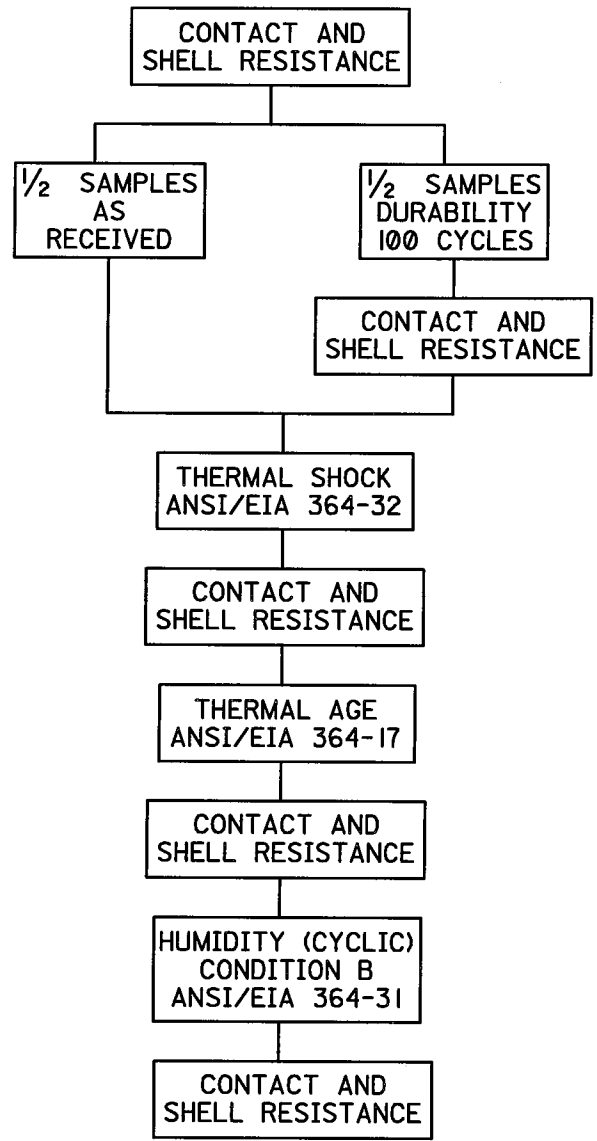 CONTACT AND
SHELL RESISTANCE
1/2 SAMPLES
AS
RECEIVED
1/2 SAMPLES
DURABILITY
100 CYCLES
CONTACT AND
SHELL RESISTANCE
THERMAL SHOCK
ANSI/EIA 364-32
CONTACT AND
SHELL RESISTANCE
THERMAL AGE
ANSI/EIA 364-17
CONTACT AND
SHELL RESISTANCE
HUMIDITY (CYCLIC)
CONDITION B
ANSI/EIA 364-31
CONTACT AND
SHELL RESISTANCE